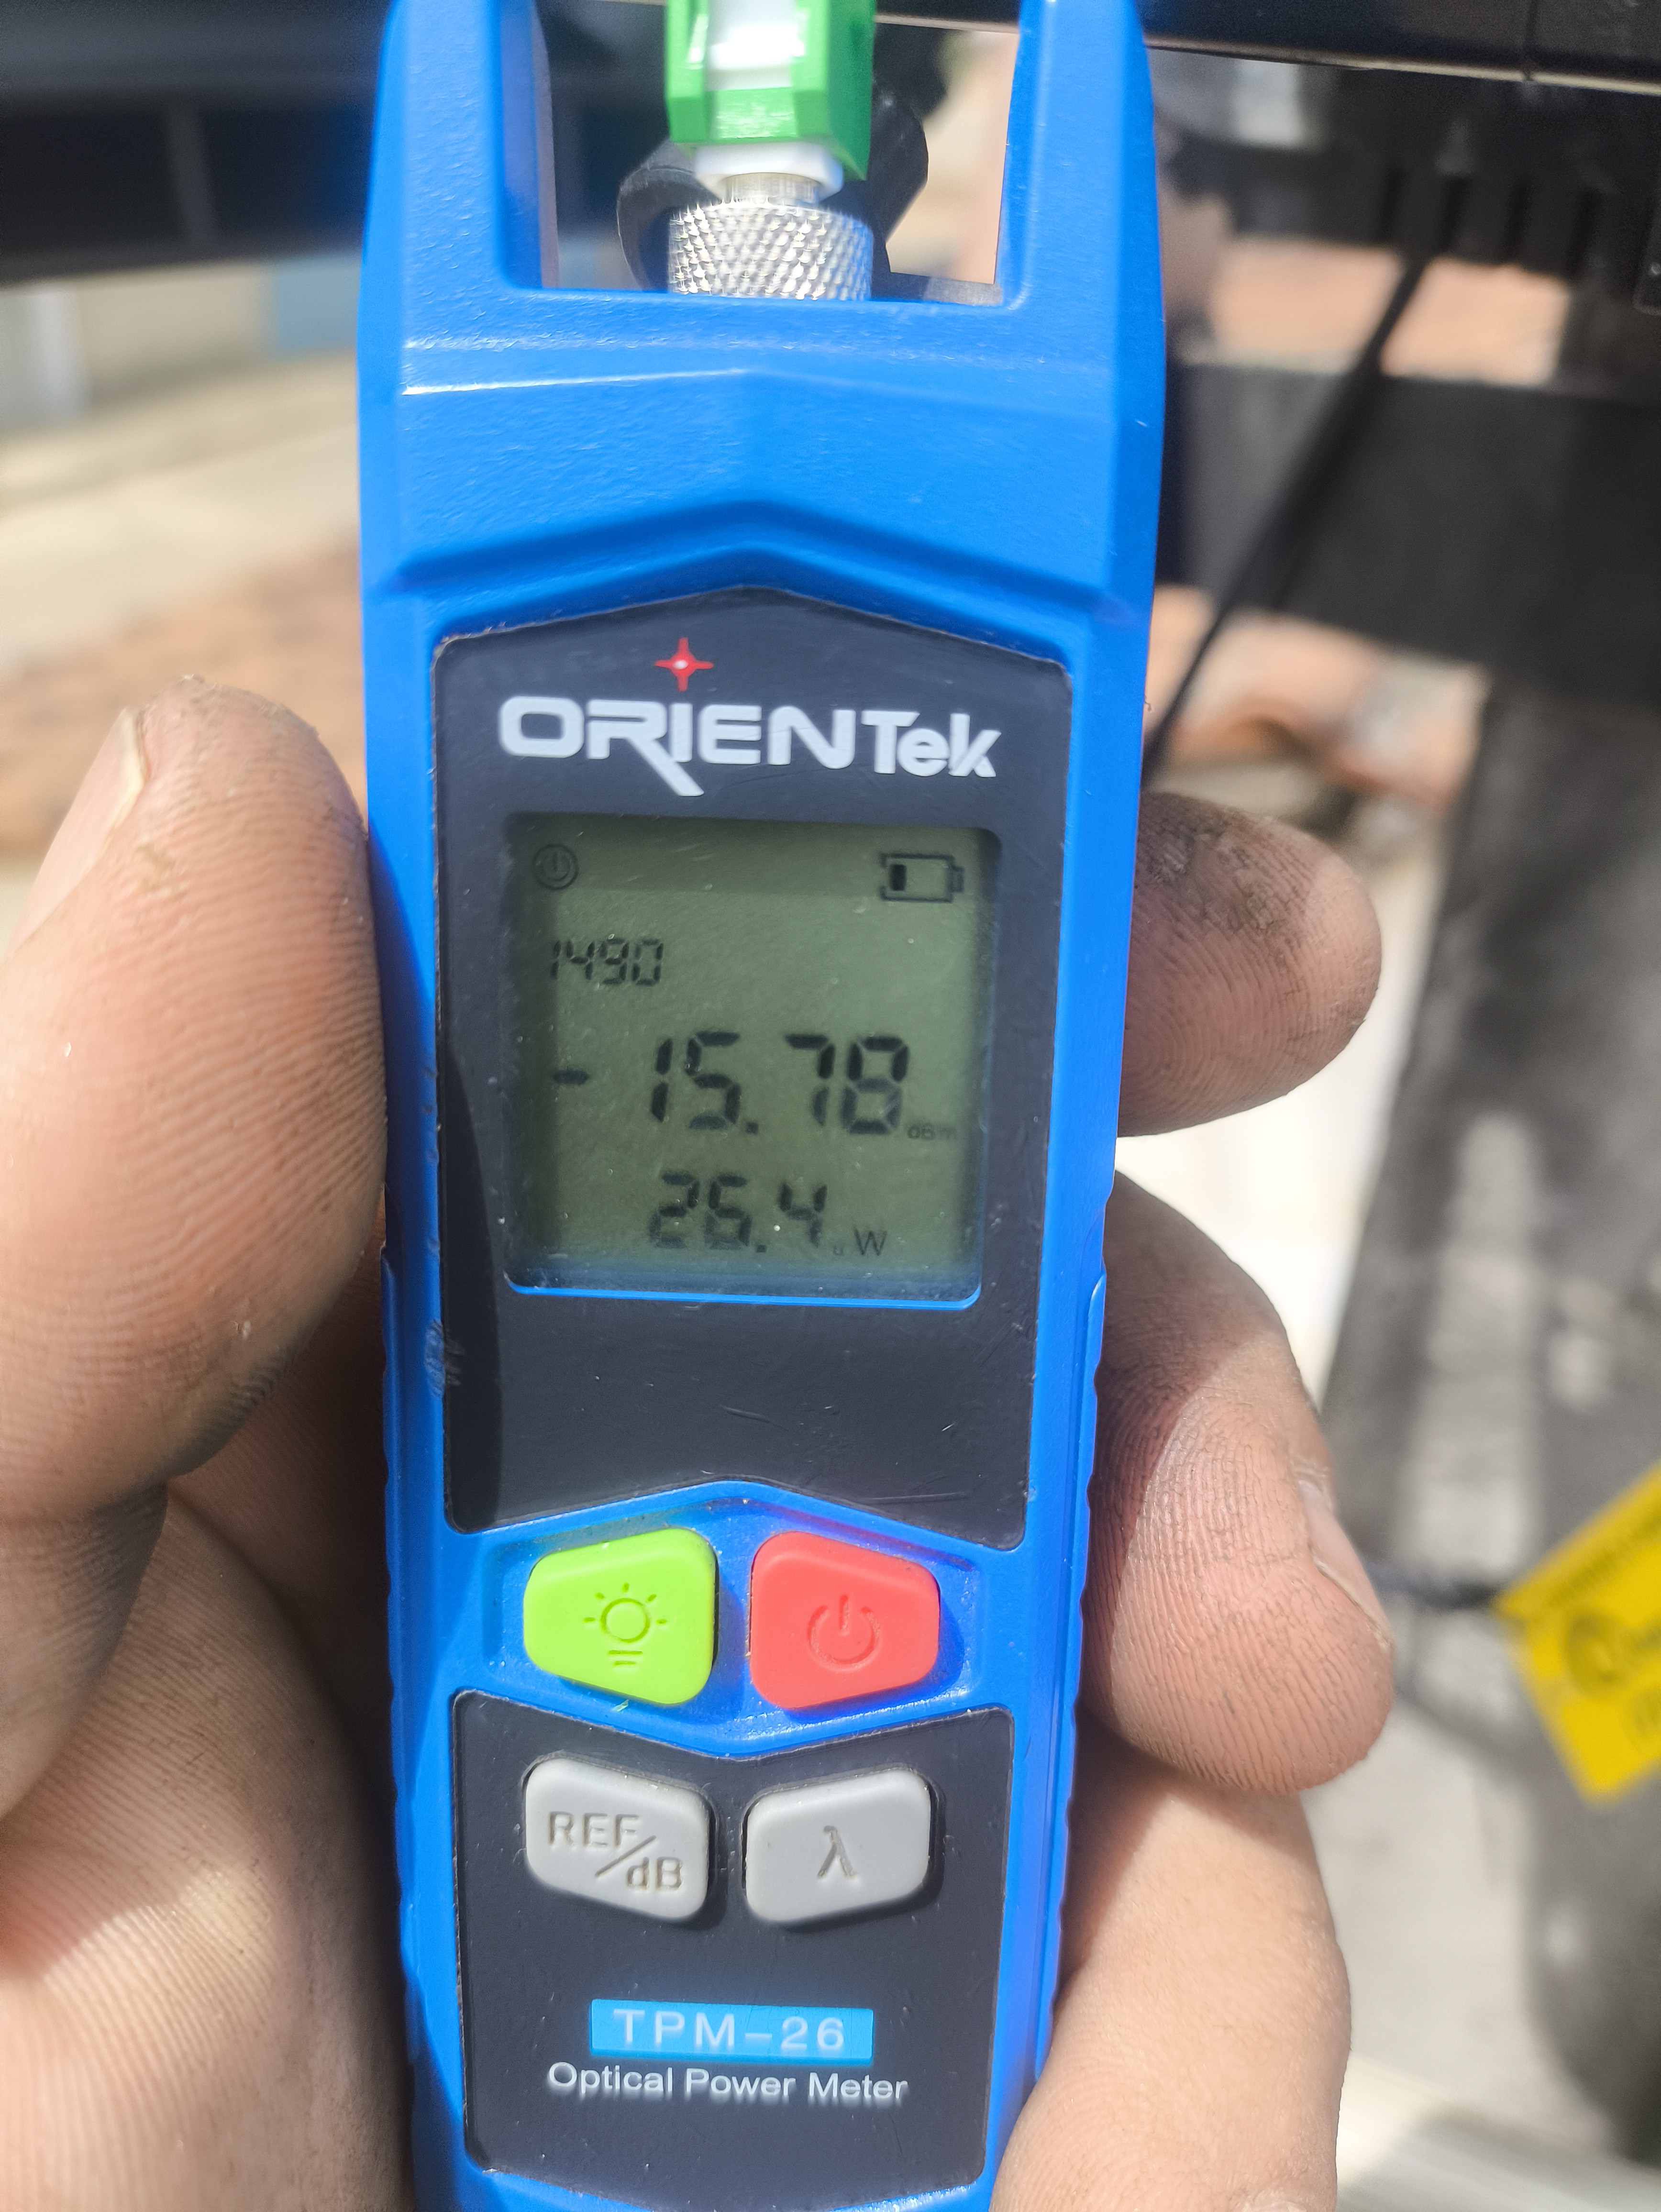 ORIENTek
1490
-15.78 dBm
26.4 uW
REF/dB
λ
TPM-26
Optical Power Meter